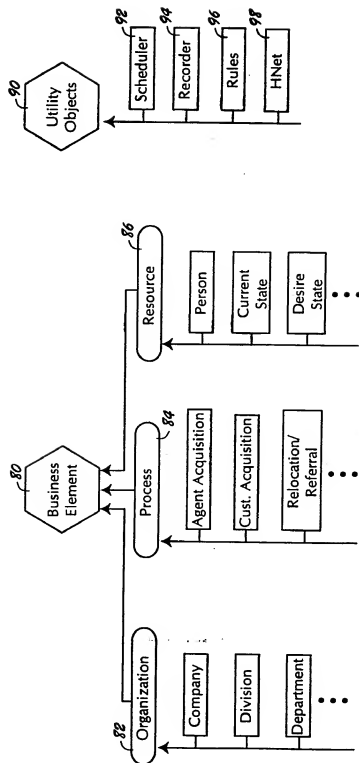 80
Business
Element
90
Utility
Objects
82
Organization
Process
84
Resource
86
Company
Division
Department
Agent Acquisition
Cust. Acquisition
Relocation/
Referral
Person
Current
State
Desire
State
Scheduler
92
Recorder
94
Rules
96
HNet
98